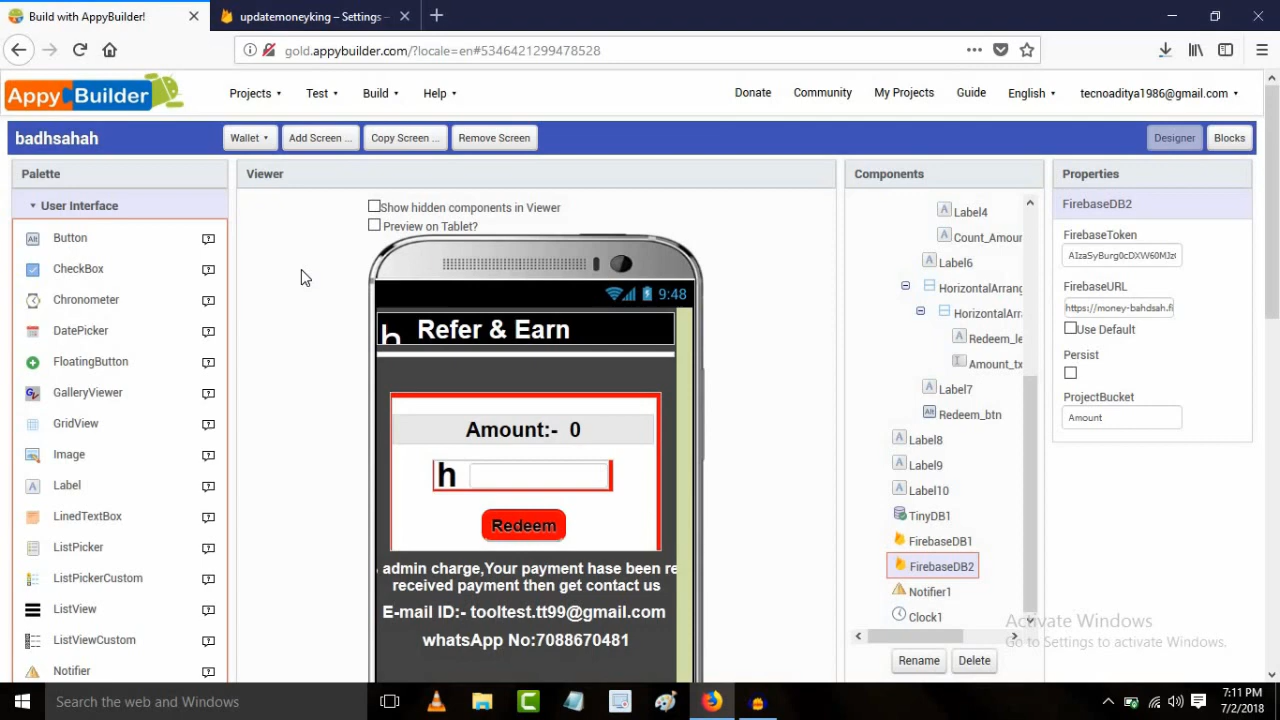 Build with AppyBuilder!
updatemoneyking – Settings -
gold.appybuilder.com/?locale=en#5346421299478528
Appy Builder
Projects
Test
Build
Help
Donate
Community
My Projects
Guide
English
tecnoaditya1986@gmail.com
badhsahah
Wallet
Add Screen ...
Copy Screen ...
Remove Screen
Designer
Blocks
Palette
Viewer
Components
Properties
User Interface
Button
CheckBox
Chronometer
DatePicker
FloatingButton
GalleryViewer
GridView
Image
Label
LinedTextBox
ListPicker
ListPickerCustom
ListView
ListViewCustom
Notifier
Show hidden components in Viewer
Preview on Tablet?
9:48
h Refer & Earn
Amount:- 0
h
Redeem
admin charge,Your payment hase been re
received payment then get contact us
E-mail ID:- tooltest.tt99@gmail.com
whatsApp No:7088670481
Label4
Count_Amour
Label6
HorizontalArrang
HorizontalArra
Redeem_le
Amount_tx
Label7
Redeem_btn
Label8
Label9
Label10
TinyDB1
FirebaseDB1
FirebaseDB2
Notifier1
Clock1
Rename
Delete
FirebaseDB2
FirebaseToken
AIzaSyBurg0cDXW60MJz
FirebaseURL
https://money-bahdsah.fi
Use Default
Persist
ProjectBucket
Amount
Activate Windows
Go to Settings to activate Windows.
Search the web and Windows
7:11 PM
7/2/2018